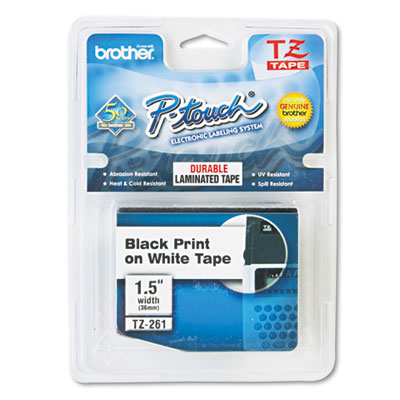 brother
TZ
TAPE
P-touch
ELECTRONIC LABELING SYSTEM
GENUINE
brother
DURABLE
LAMINATED TAPE
• Abrasion Resistant
• Heat & Cold Resistant
• UV Resistant
• Spill Resistant
Black Print
on White Tape
1.5"
width
(36mm)
TZ-261
TZ